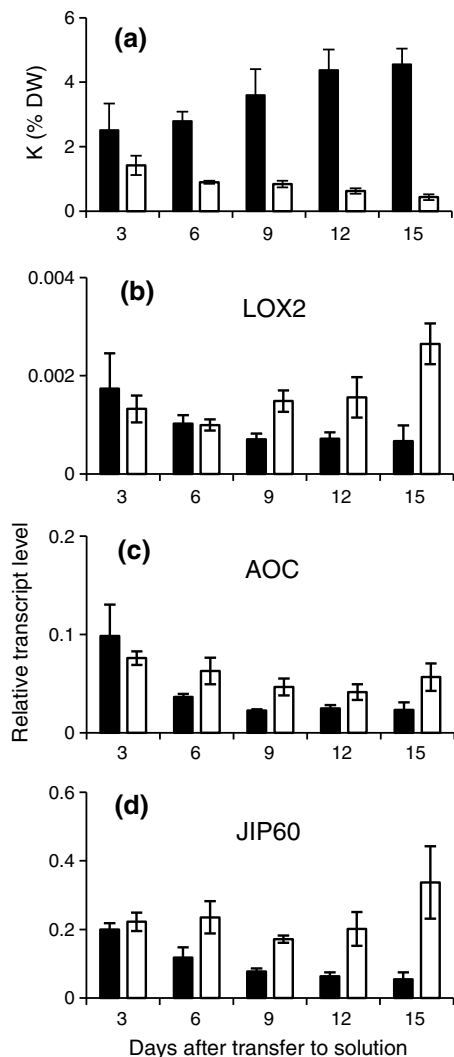 (a)
K (% DW)
6
4
2
0
3 6 9 12 15
(b)
LOX2
0.004
0.002
0
3 6 9 12 15
Relative transcript level
(c)
AOC
0.2
0.1
0
3 6 9 12 15
(d)
JIP60
0.6
0.4
0.2
0
3 6 9 12 15
Days after transfer to solution